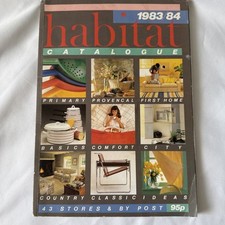 1983/84
habitat
CATALOGUE
PRIMARY PROVENCAL FIRST HOME
BASICS COMFORT CITY
COUNTRY CLASSIC IDEAS
43 STORES & BY POST 95p